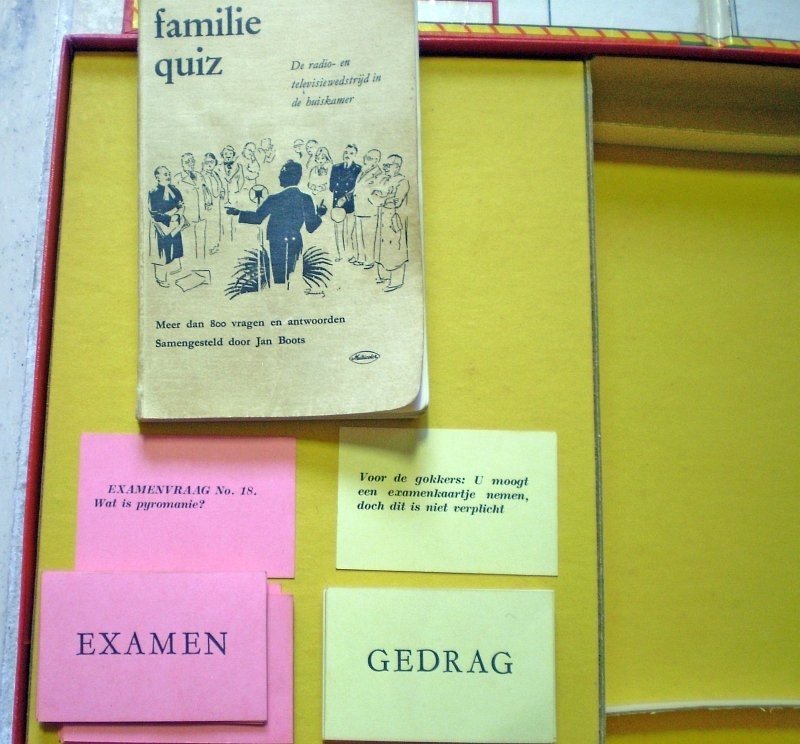 familie
quiz
De radio- en
televisiewedstrijd in
de huiskamer
Meer dan 800 vragen en antwoorden
Samengesteld door Jan Boots
Multicolor
EXAMENVRAAG No. 18.
Wat is pyromanie?
Voor de gokkers: U moogt
een examenkaartje nemen,
doch dit is niet verplicht
EXAMEN
GEDRAG